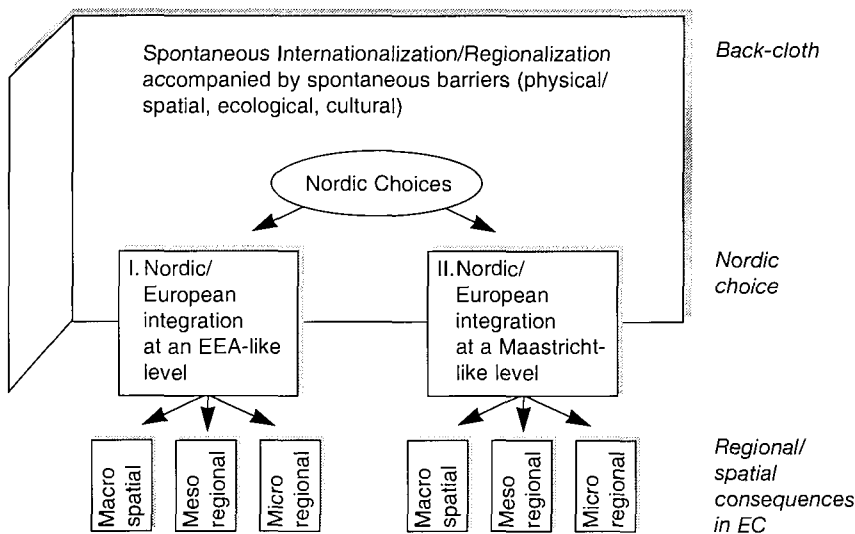 Spontaneous Internationalization/Regionalization
accompanied by spontaneous barriers (physical/
spatial, ecological, cultural)
Back-cloth
Nordic Choices
I. Nordic/
European
integration
at an EEA-like
level
II. Nordic/
European
integration
at a Maastricht-
like level
Nordic
choice
Macro
spatial
Meso
regional
Micro
regional
Macro
spatial
Meso
regional
Micro
regional
Regional/
spatial
consequences
in EC